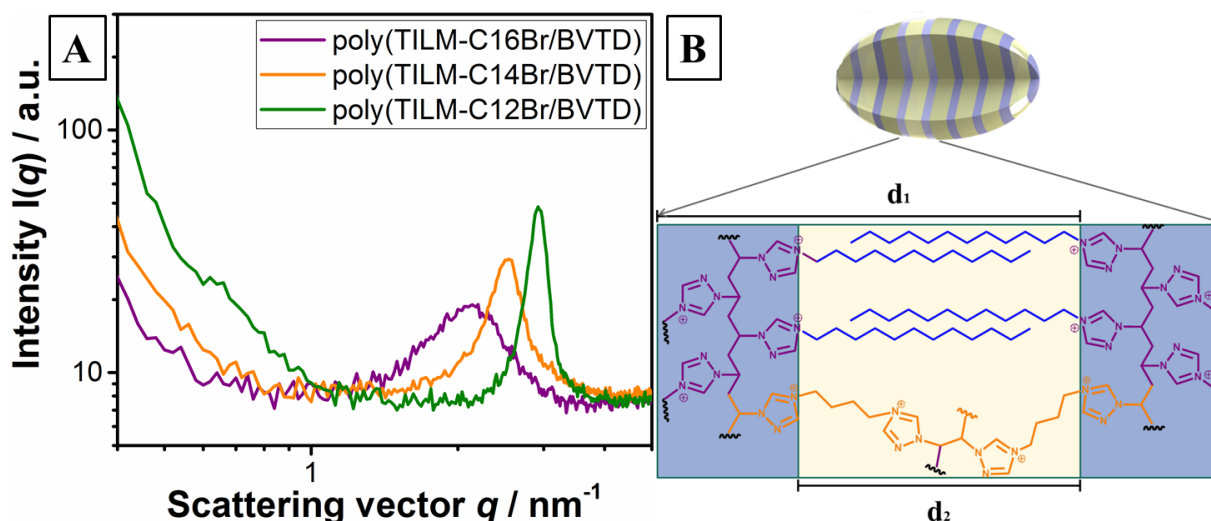 A
poly(TILM-C16Br/BVTD)
poly(TILM-C14Br/BVTD)
poly(TILM-C12Br/BVTD)
Intensity I(q) / a.u.
100
10
1
Scattering vector q / nm⁻¹
B
d₁
N N N ⊕ N N N ⊕
N N N ⊕ N N N ⊕
N N N ⊕ N N N ⊕
N N N ⊕ N N N ⊕
N N N ⊕ N N N ⊕ N N N ⊕ N N N ⊕
d₂